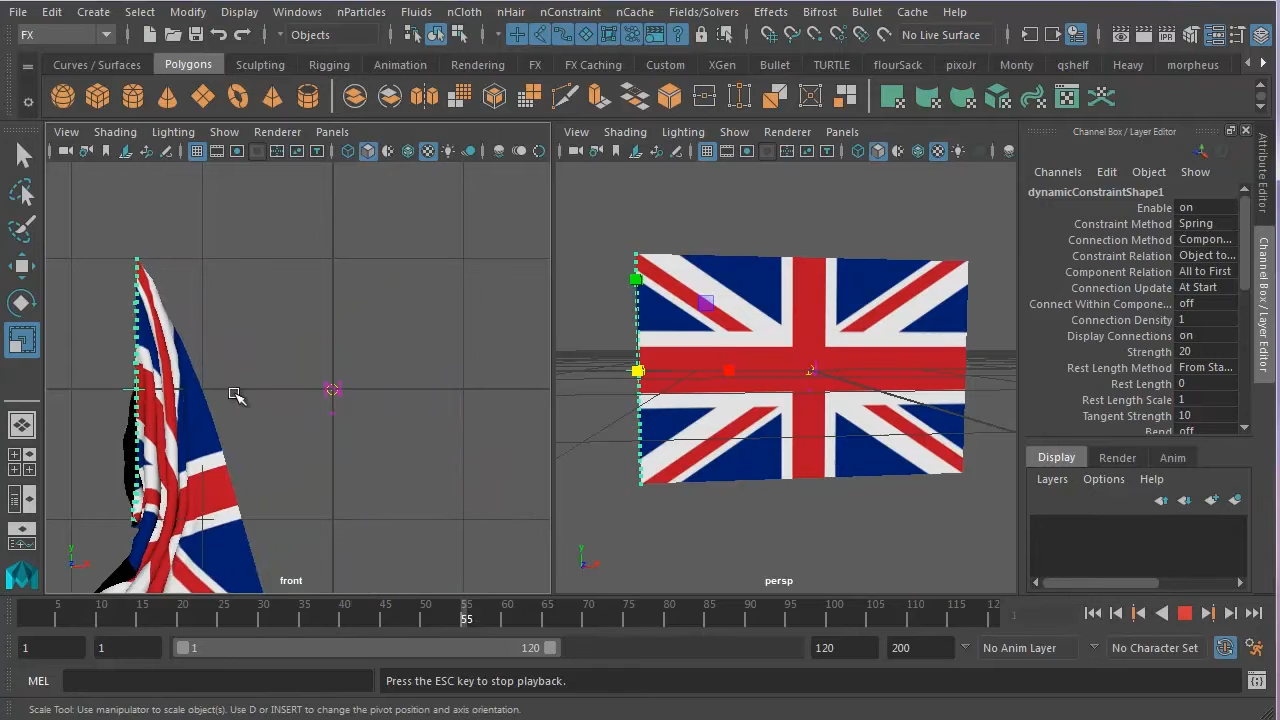 File Edit Create Select Modify Display Windows nParticles Fluids nCloth nHair nConstraint nCache Fields/Solvers Effects Bifrost Bullet Cache Help
FX Objects No Live Surface
Curves / Surfaces Polygons Sculpting Rigging Animation Rendering FX FX Caching Custom XGen Bullet TURTLE flourSack pixoJr Monty qshelf Heavy morpheus
View Shading Lighting Show Renderer Panels
View Shading Lighting Show Renderer Panels
Channel Box / Layer Editor
Channels Edit Object Show
dynamicConstraintShape1
Enable on
Constraint Method Spring
Connection Method Compon...
Constraint Relation Object to...
Component Relation All to First
Connection Update At Start
Connect Within Compone... off
Connection Density 1
Display Connections on
Strength 20
Rest Length Method From Sta...
Rest Length 0
Rest Length Scale 1
Tangent Strength 10
Bend off
Attribute Editor
Channel Box / Layer Editor
Display Render Anim
Layers Options Help
y
front
y
persp
5 10 15 20 25 30 35 40 45 50 55 60 65 70 75 80 85 90 95 100 105 110 115 12
55
1
1 1 1 120 120 200 No Anim Layer No Character Set
MEL Press the ESC key to stop playback.
Scale Tool: Use manipulator to scale object(s). Use D or INSERT to change the pivot position and axis orientation.